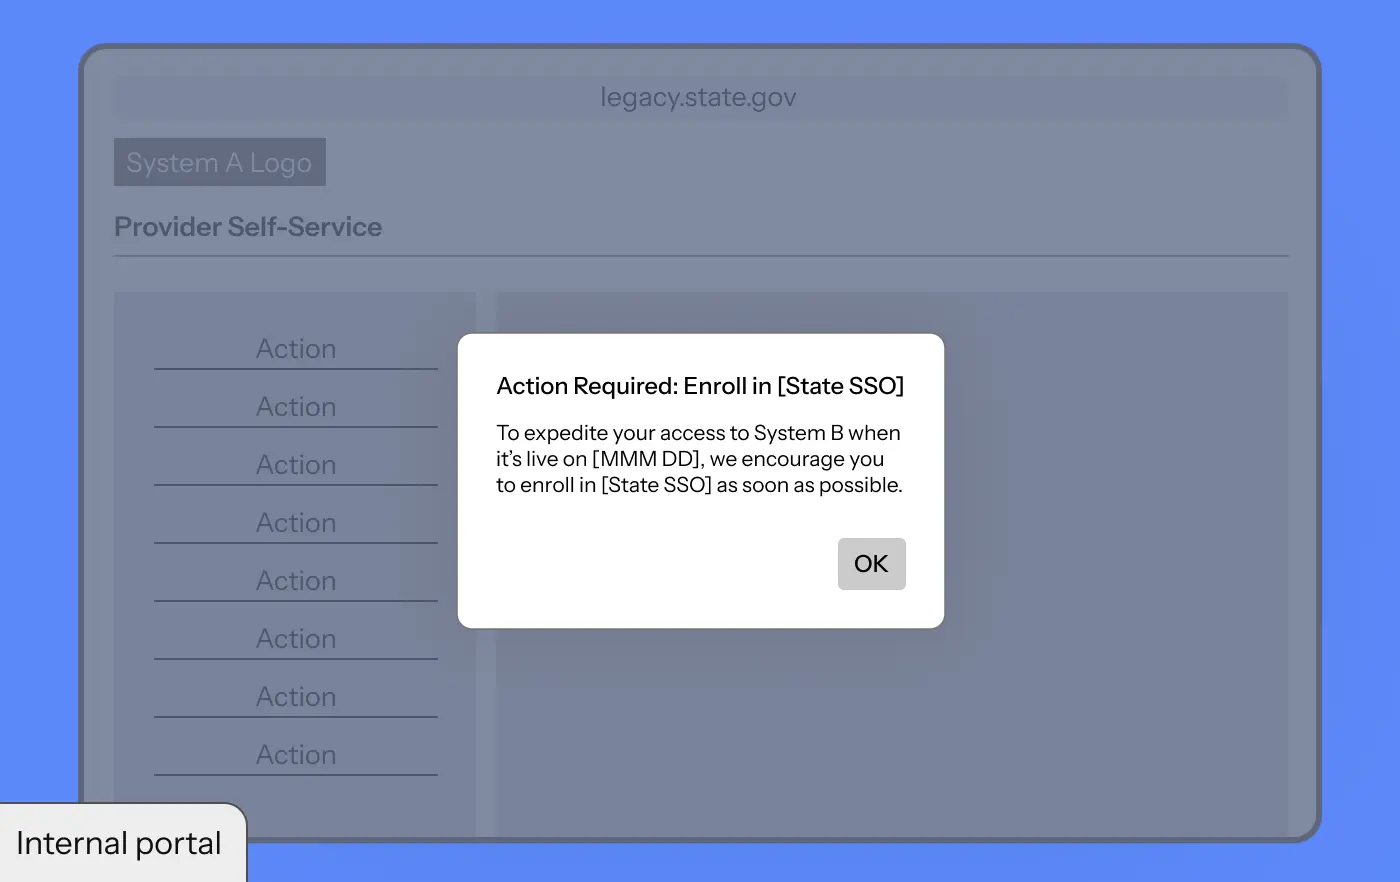 legacy.state.gov
System A Logo
Provider Self-Service
Action
Action
Action
Action
Action
Action
Action
Action
Action Required: Enroll in [State SSO]
To expedite your access to System B when
it’s live on [MMM DD], we encourage you
to enroll in [State SSO] as soon as possible.
OK
Internal portal